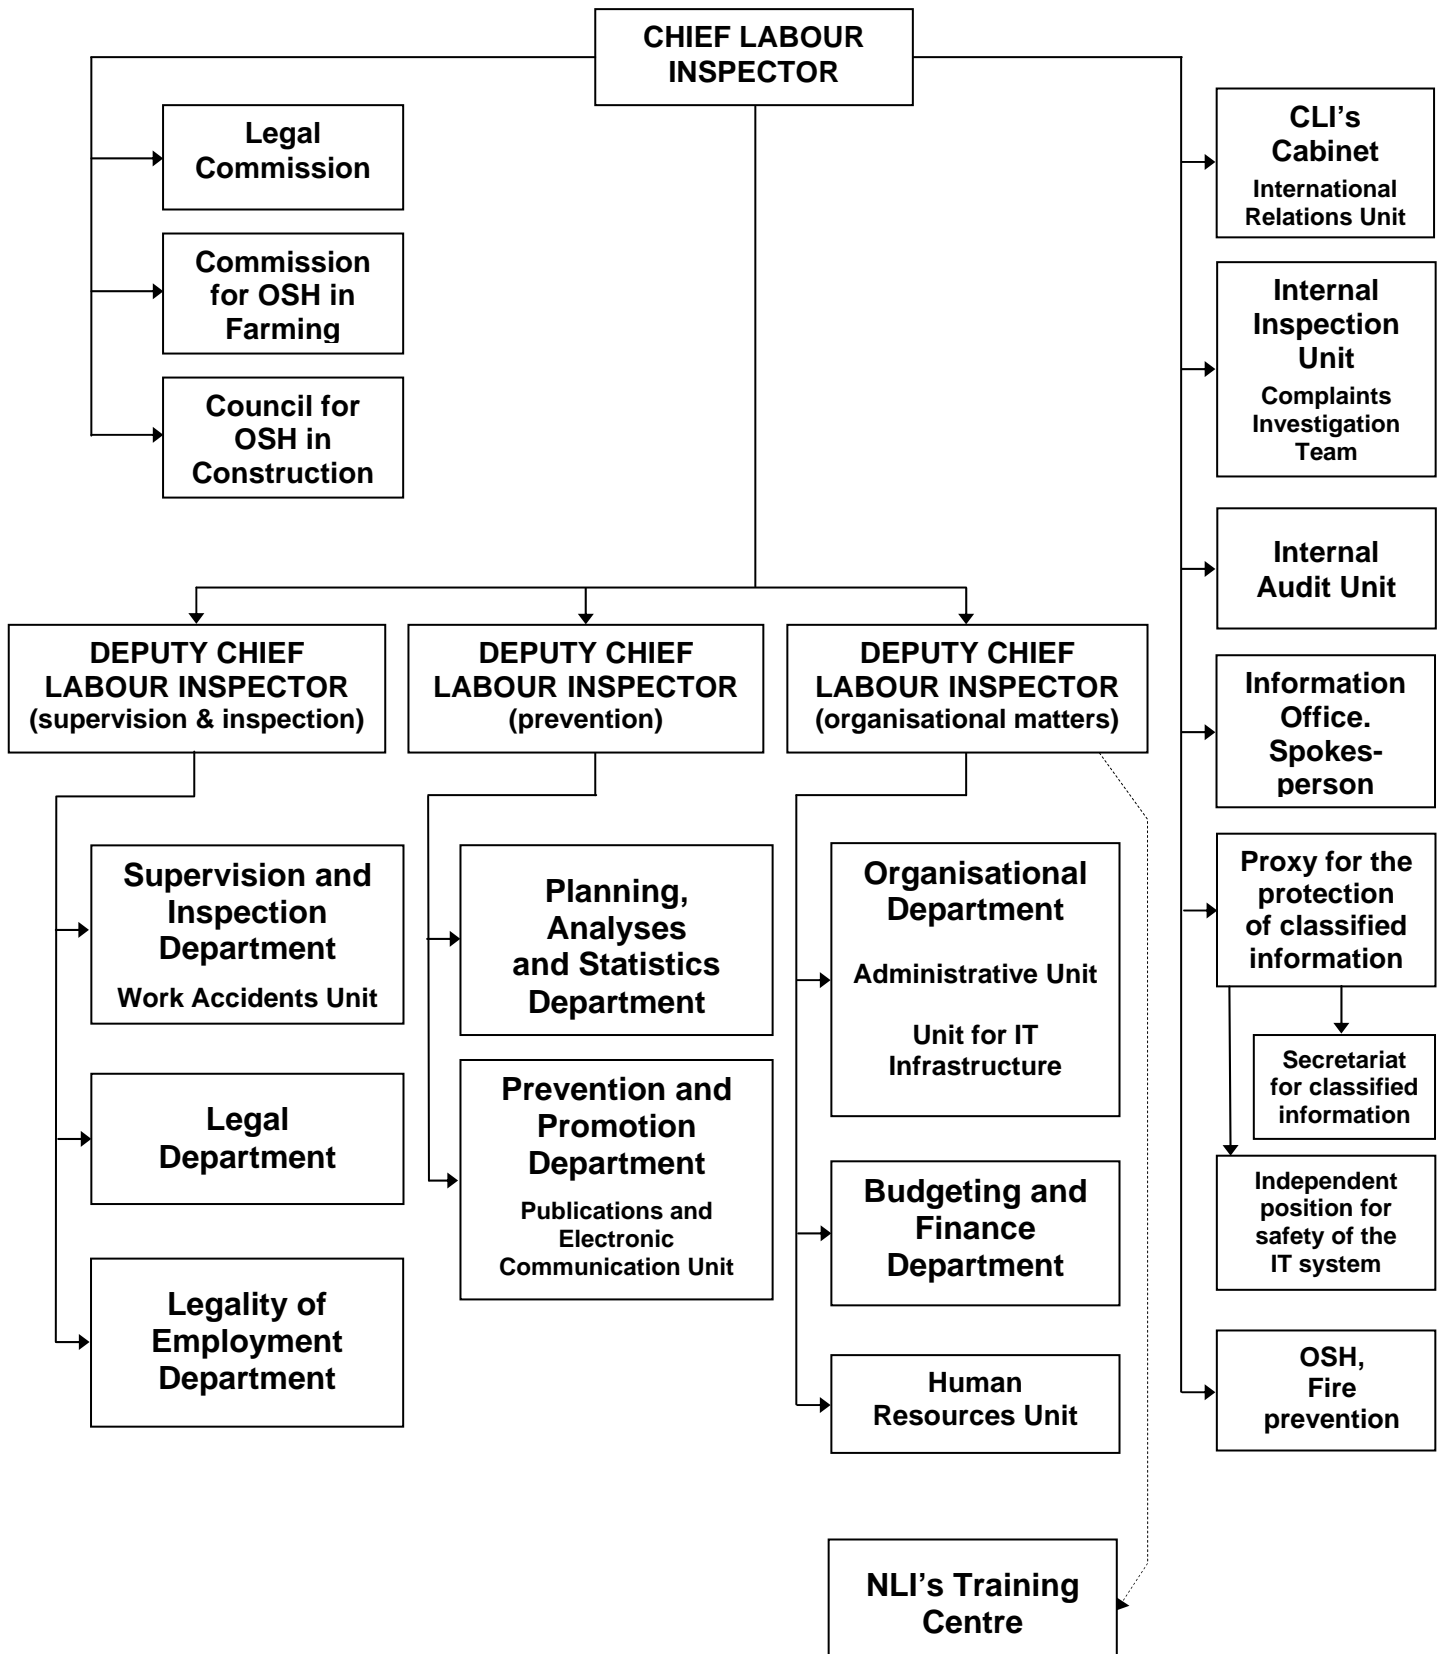 CHIEF LABOUR
INSPECTOR
Legal
Commission
Commission
for OSH in
Farming
Council for
OSH in
Construction
CLI's
Cabinet
International
Relations Unit
Internal
Inspection
Unit
Complaints
Investigation
Team
Internal
Audit Unit
Information
Office.
Spokes-
person
Proxy for the
protection
of classified
information
Secretariat
for classified
information
Independent
position for
safety of the
IT system
OSH,
Fire
prevention
DEPUTY CHIEF
LABOUR INSPECTOR
(supervision & inspection)
Supervision and
Inspection
Department
Work Accidents Unit
Legal
Department
Legality of
Employment
Department
DEPUTY CHIEF
LABOUR INSPECTOR
(prevention)
Planning,
Analyses
and Statistics
Department
Prevention and
Promotion
Department
Publications and
Electronic
Communication Unit
DEPUTY CHIEF
LABOUR INSPECTOR
(organisational matters)
Organisational
Department
Administrative Unit
Unit for IT
Infrastructure
Budgeting and
Finance
Department
Human
Resources Unit
NLI's Training
Centre